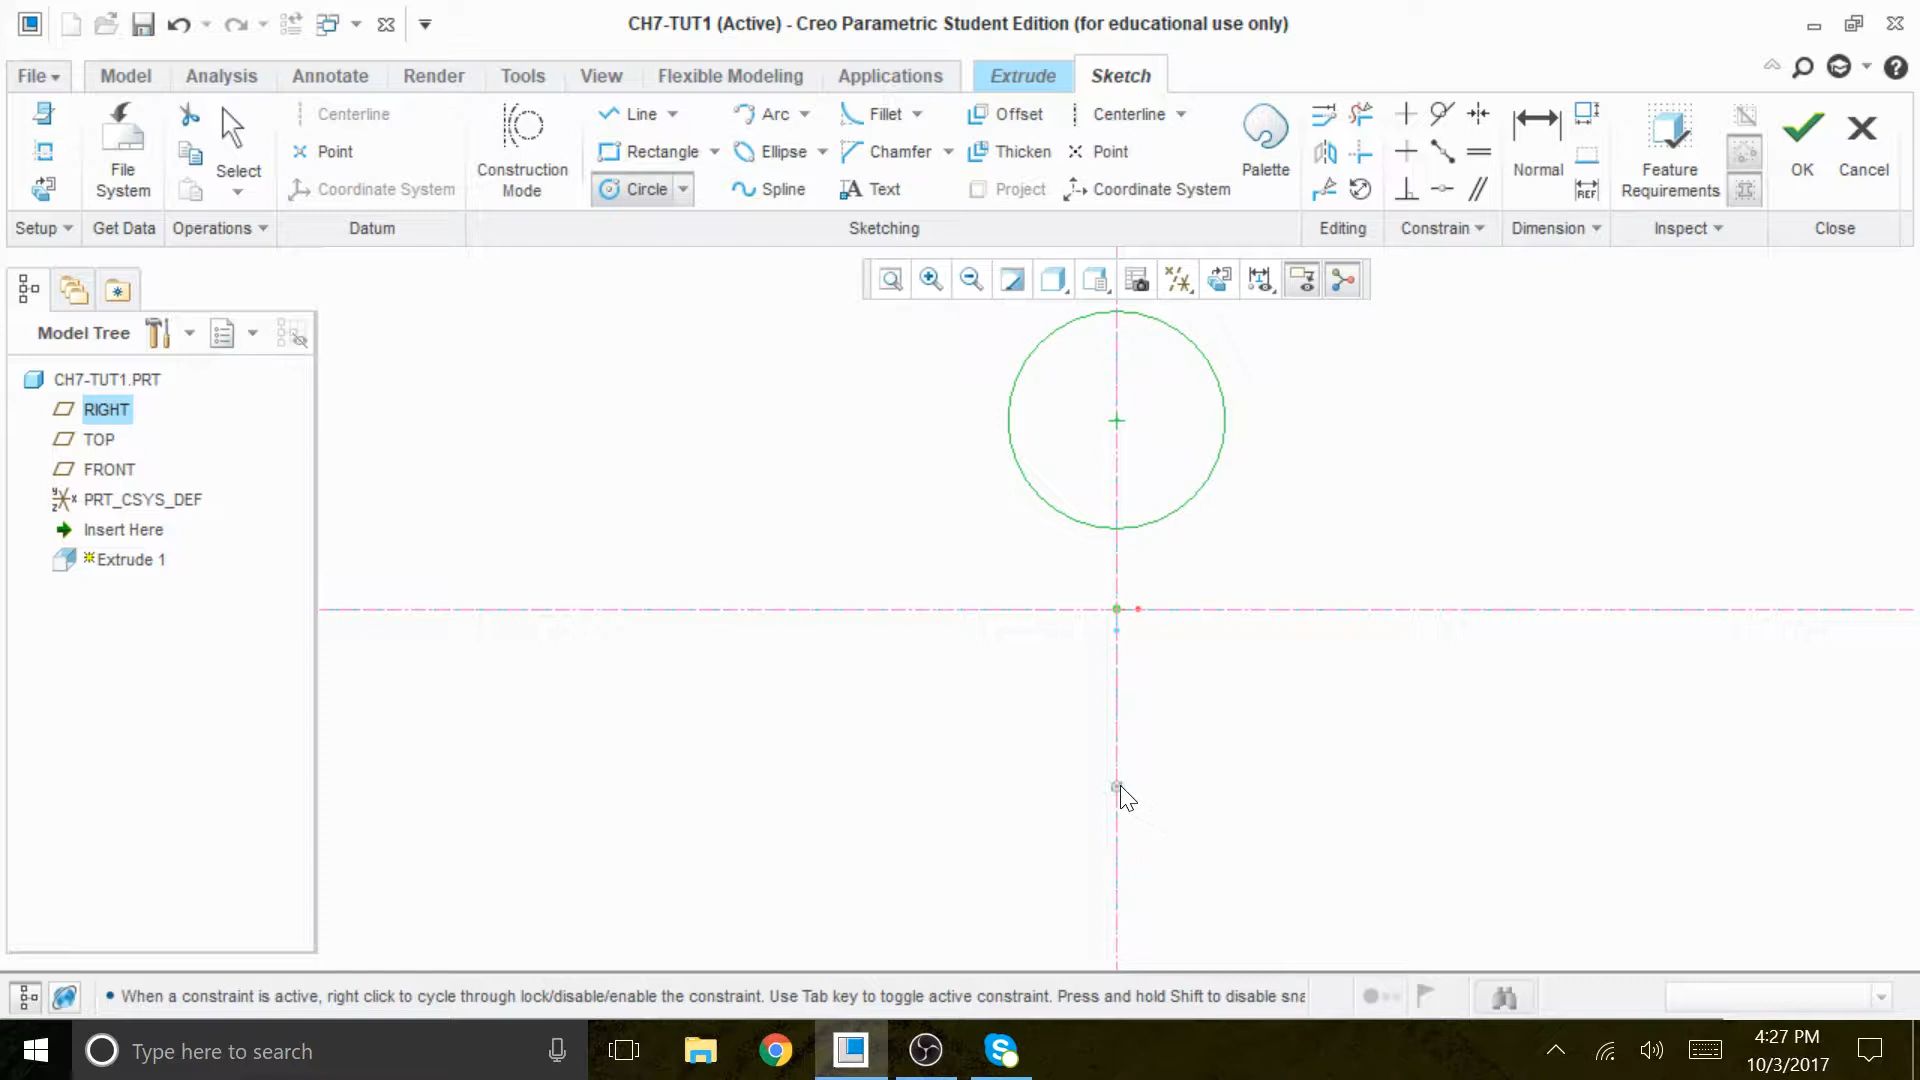 CH7-TUT1 (Active) - Creo Parametric Student Edition (for educational use only)
File Model Analysis Annotate Render Tools View Flexible Modeling Applications Extrude Sketch
Centerline Line Arc Fillet Offset Centerline
Point Rectangle Ellipse Chamfer Thicken Point
Coordinate System Circle Spline Text Project Coordinate System
File System
Select
Construction Mode
Palette
Normal
REF
Feature Requirements
OK
Cancel
Setup Get Data Operations Datum Sketching Editing Constrain Dimension Inspect Close
Model Tree
CH7-TUT1.PRT
RIGHT
TOP
FRONT
PRT_CSYS_DEF
Insert Here
Extrude 1
• When a constraint is active, right click to cycle through lock/disable/enable the constraint. Use Tab key to toggle active constraint. Press and hold Shift to disable sna
Type here to search
4:27 PM
10/3/2017